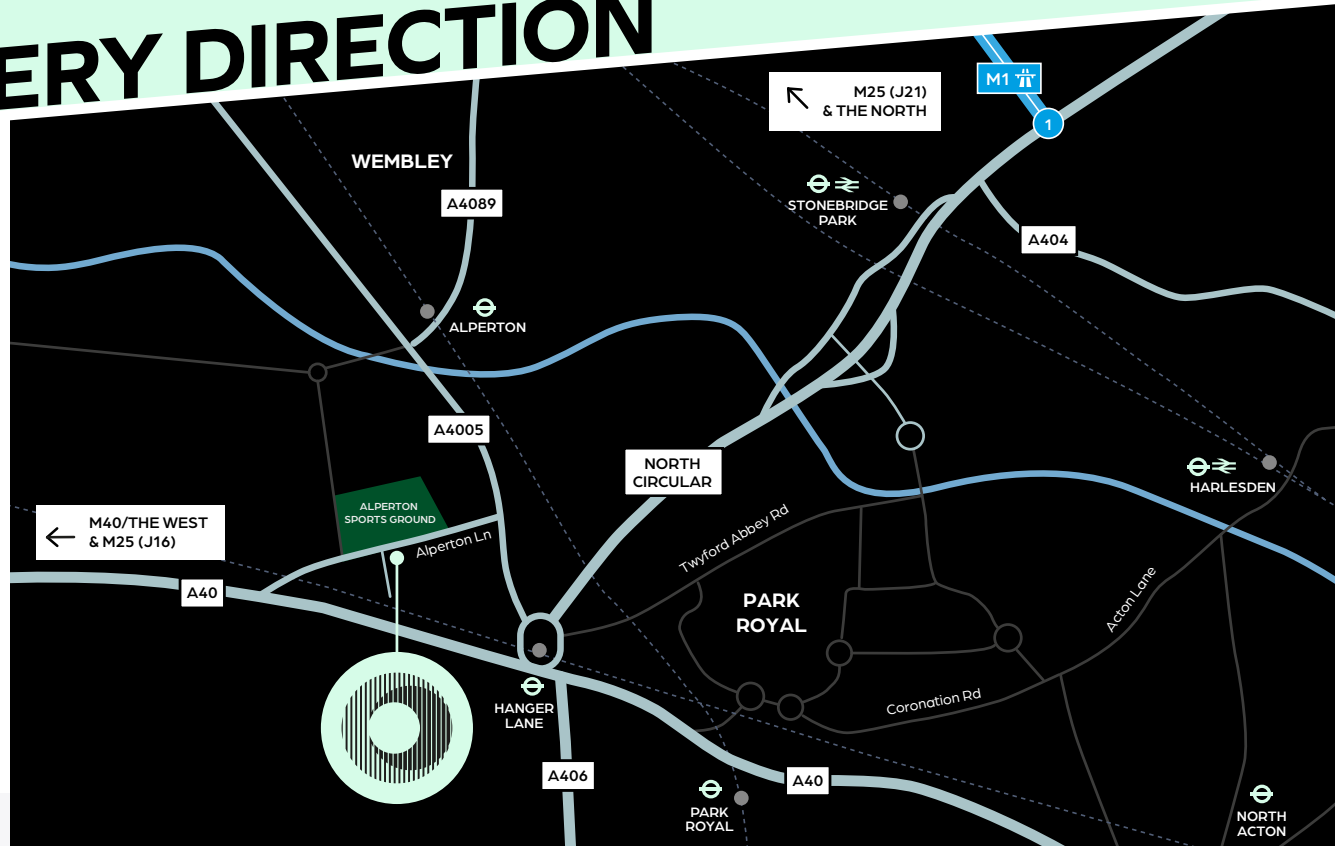 ERY DIRECTION
M1
M25 (J21)
& THE NORTH
1
WEMBLEY
A4089
STONEBRIDGE
PARK
A404
ALPERTON
A4005
NORTH
CIRCULAR
HARLESDEN
ALPERTON
SPORTS GROUND
M40/THE WEST
& M25 (J16)
Alperton Ln
Twyford Abbey Rd
A40
PARK
ROYAL
Acton Lane
HANGER
LANE
Coronation Rd
A406
A40
PARK
ROYAL
NORTH
ACTON